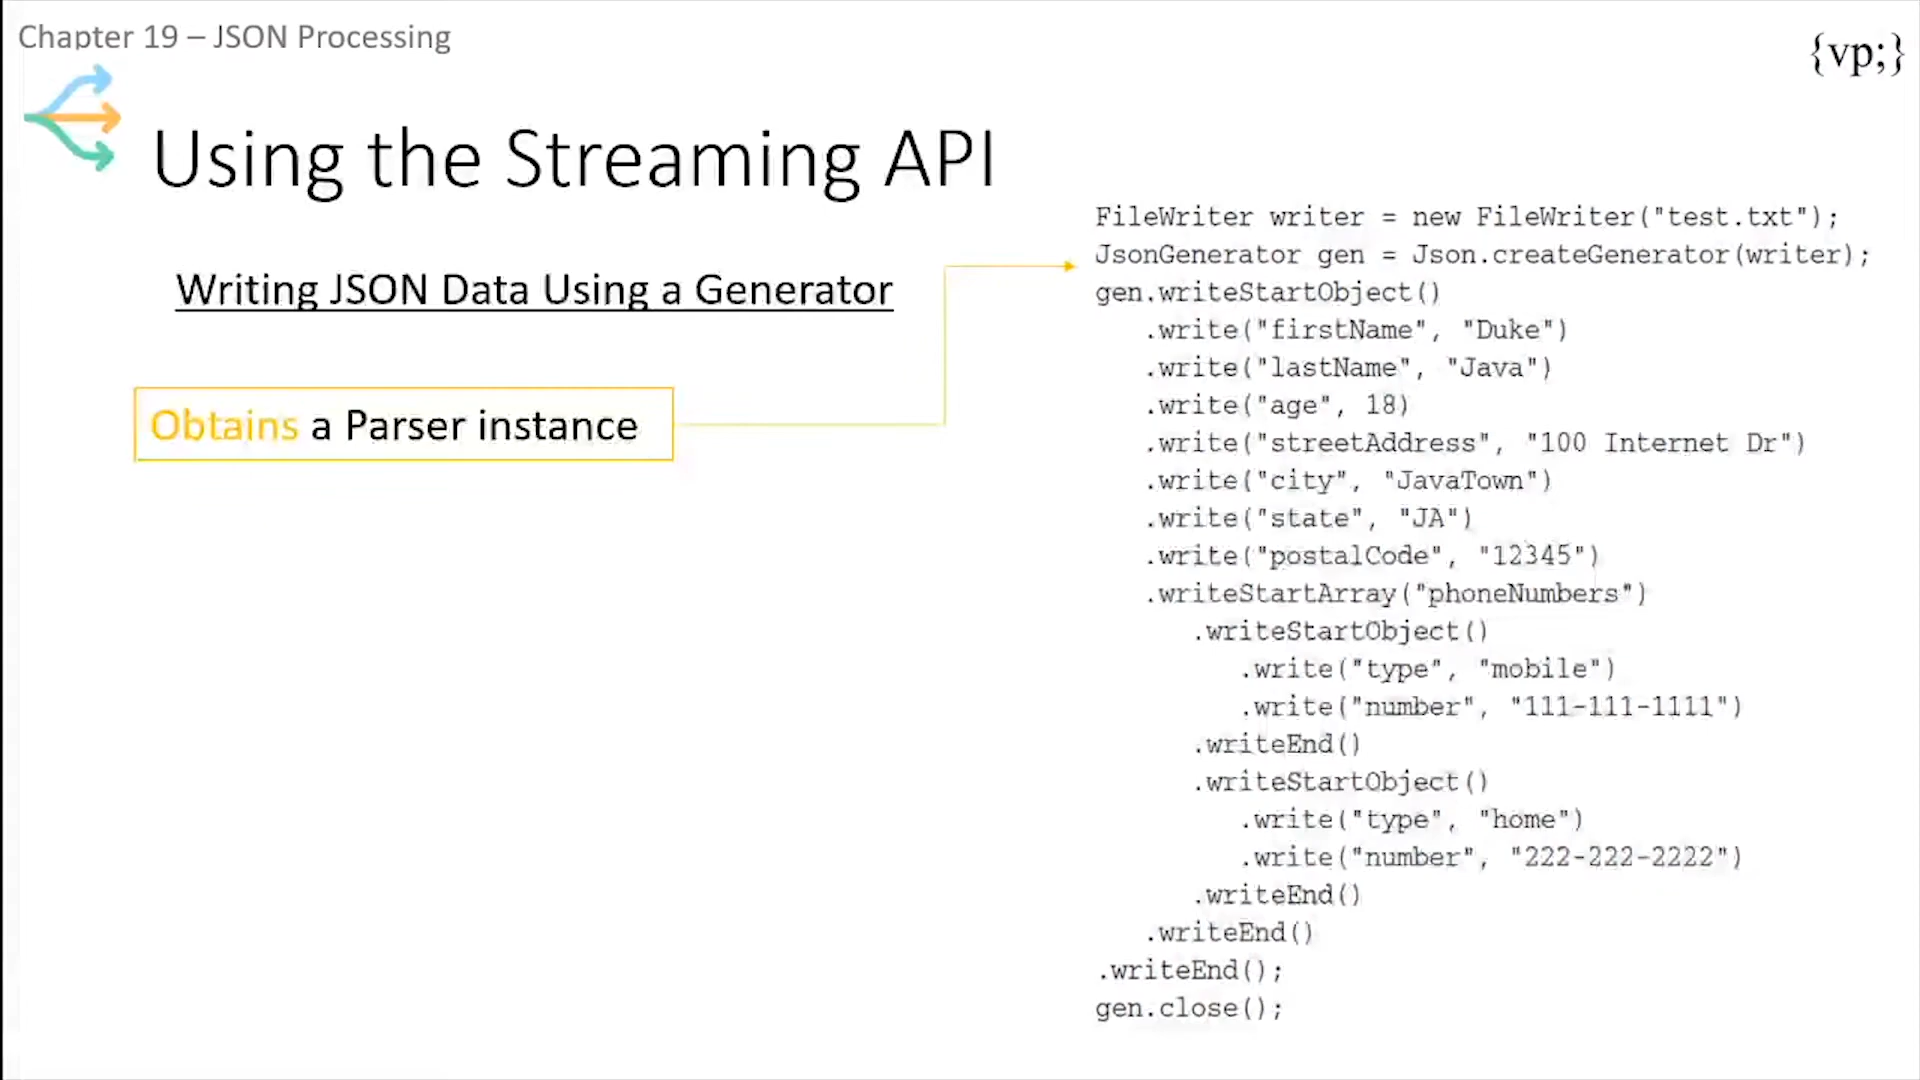 Chapter 19 – JSON Processing
{vp;}
Using the Streaming API
Writing JSON Data Using a Generator
Obtains a Parser instance
FileWriter writer = new FileWriter("test.txt");
JsonGenerator gen = Json.createGenerator(writer);
gen.writeStartObject()
   .write("firstName", "Duke")
   .write("lastName", "Java")
   .write("age", 18)
   .write("streetAddress", "100 Internet Dr")
   .write("city", "JavaTown")
   .write("state", "JA")
   .write("postalCode", "12345")
   .writeStartArray("phoneNumbers")
      .writeStartObject()
         .write("type", "mobile")
         .write("number", "111-111-1111")
      .writeEnd()
      .writeStartObject()
         .write("type", "home")
         .write("number", "222-222-2222")
      .writeEnd()
   .writeEnd()
.writeEnd();
gen.close();